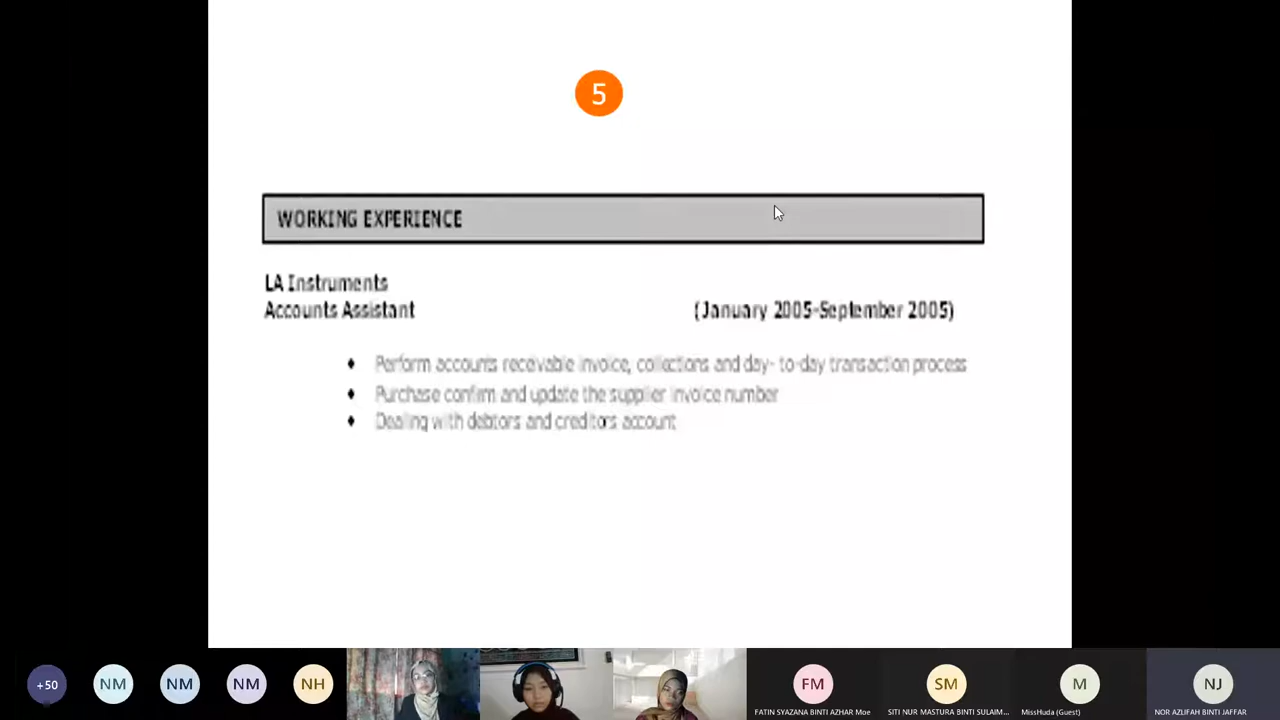 5
WORKING EXPERIENCE
LA Instruments
Accounts Assistant (January 2005-September 2005)
♦ Perform accounts receivable invoice, collections and day- to-day transaction process
♦ Purchase confirm and update the supplier invoice number
♦ Dealing with debtors and creditors account
+50
NM
NM
NM
NH
FM
SM
M
NJ
FATIN SYAZANA BINTI AZHAR Moe
SITI NUR MASTURA BINTI SULAIM...
MissHuda (Guest)
NOR AZLIFAH BINTI JAFFAR